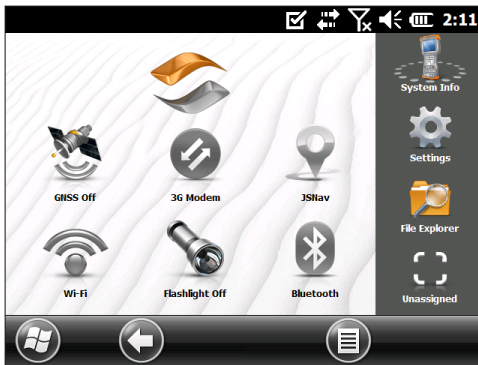 2:11
System Info
GNSS Off
3G Modem
JSNav
Settings
File Explorer
Wi-Fi
Flashlight Off
Bluetooth
Unassigned